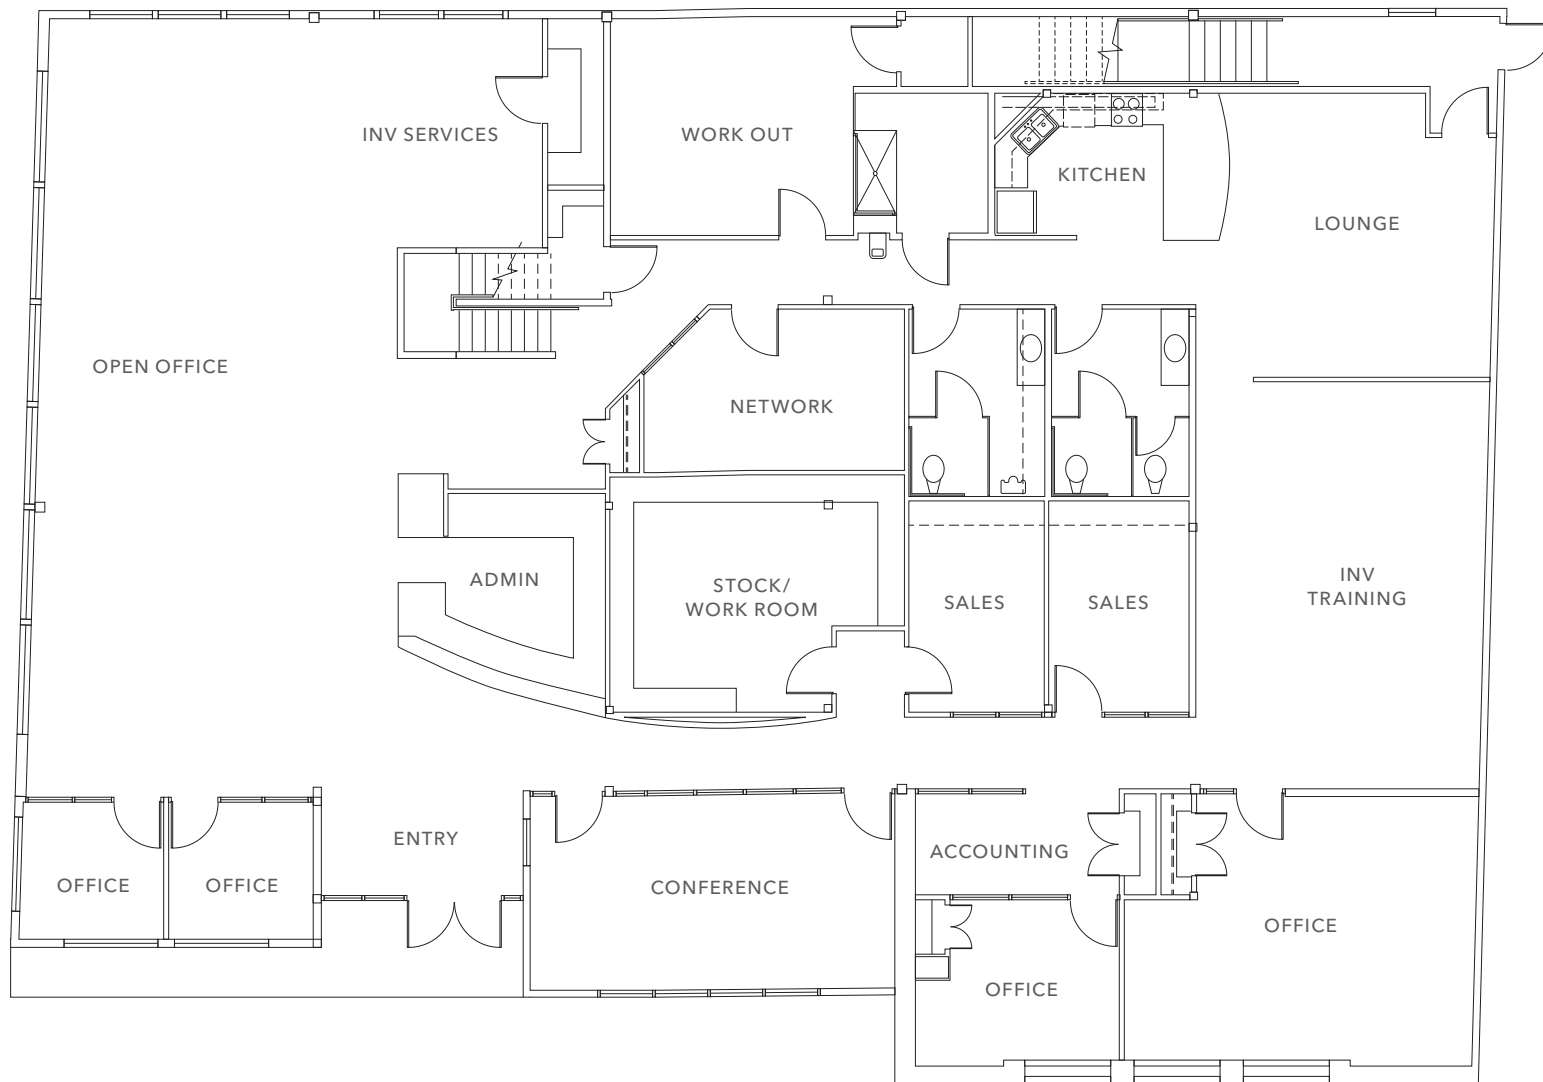 INV SERVICES
WORK OUT
KITCHEN
LOUNGE
OPEN OFFICE
NETWORK
ADMIN
STOCK/
WORK ROOM
SALES
SALES
INV
TRAINING
ENTRY
ACCOUNTING
OFFICE
OFFICE
CONFERENCE
OFFICE
OFFICE